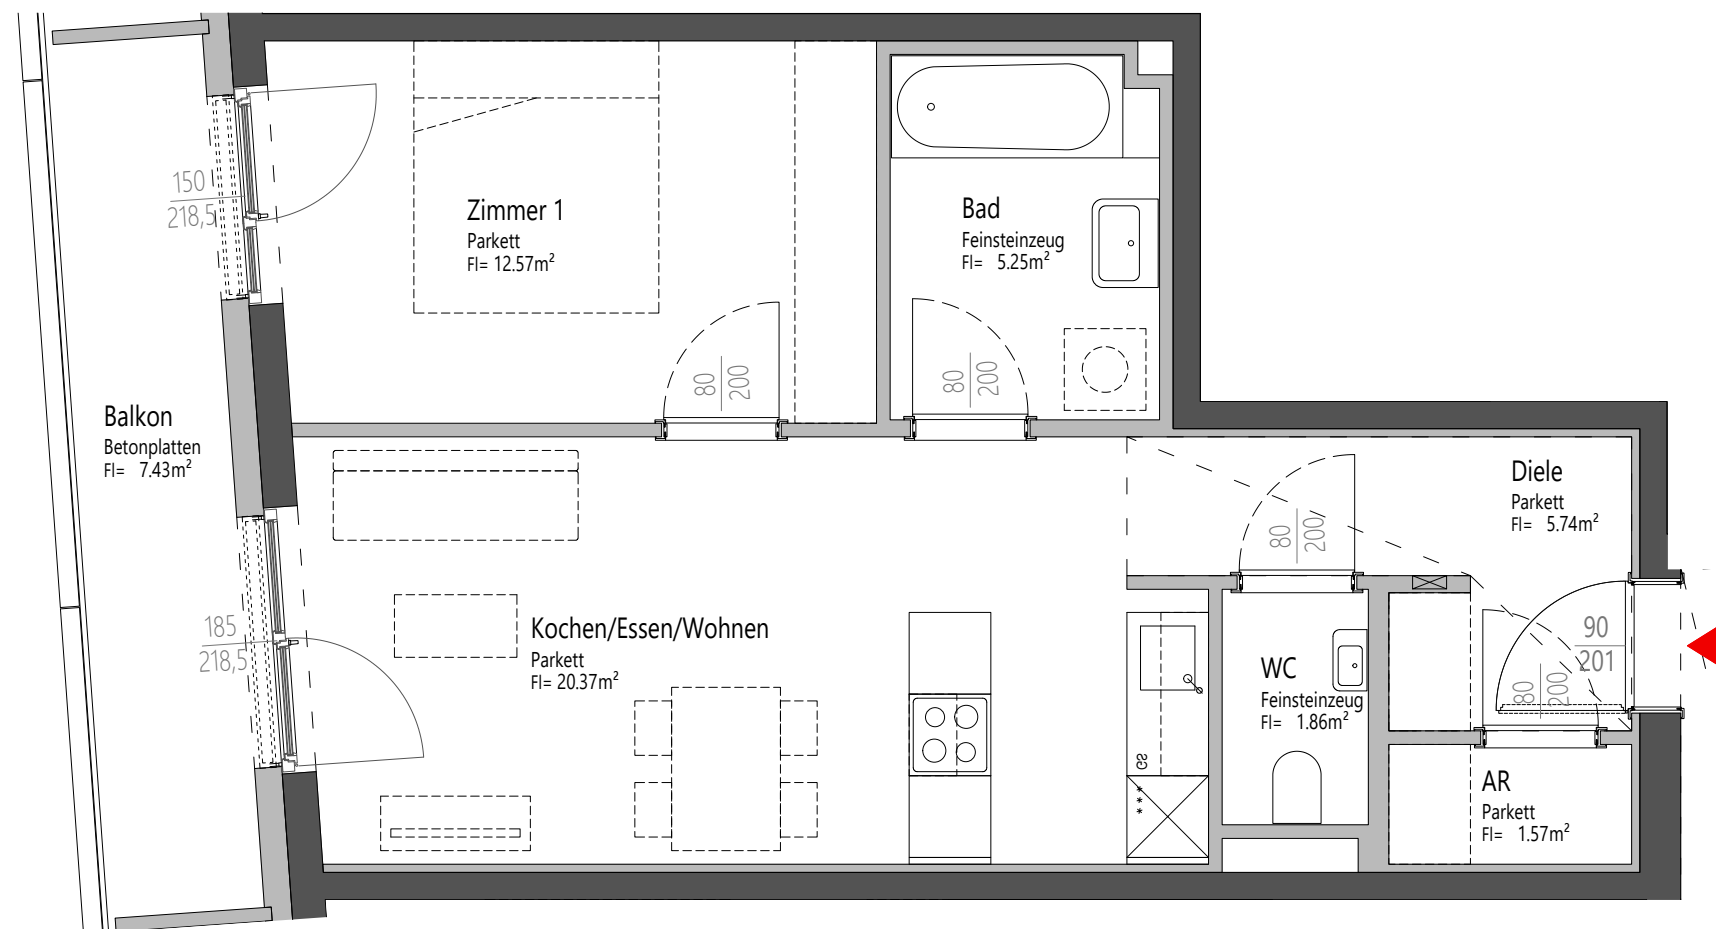 150
218,5
Zimmer 1
Parkett
Fl= 12.57m²
80
200
Bad
Feinsteinzeug
Fl= 5.25m²
80
200
Balkon
Betonplatten
Fl= 7.43m²
Diele
Parkett
Fl= 5.74m²
80
200
185
218,5
Kochen/Essen/Wohnen
Parkett
Fl= 20.37m²
GS
***
WC
Feinsteinzeug
Fl= 1.86m²
90
201
80
200
AR
Parkett
Fl= 1.57m²